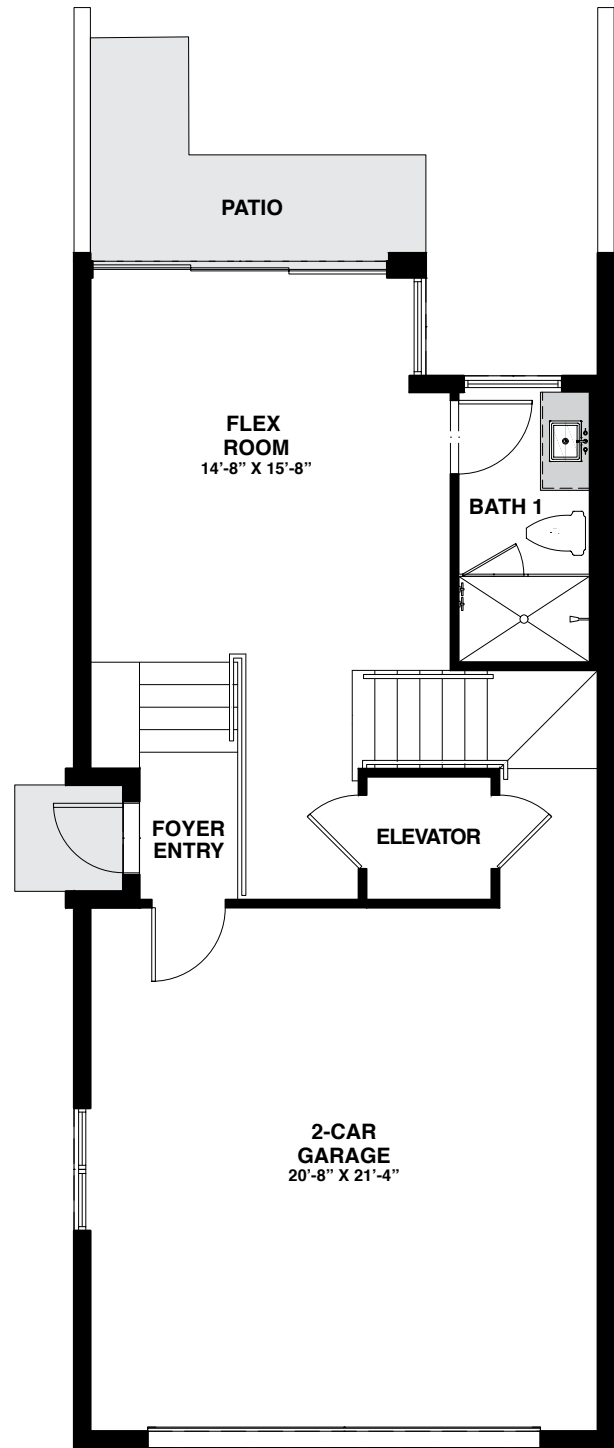 PATIO
FLEX
ROOM
14’-8” X 15’-8”
BATH 1
FOYER
ENTRY
ELEVATOR
2-CAR
GARAGE
20’-8” X 21’-4”